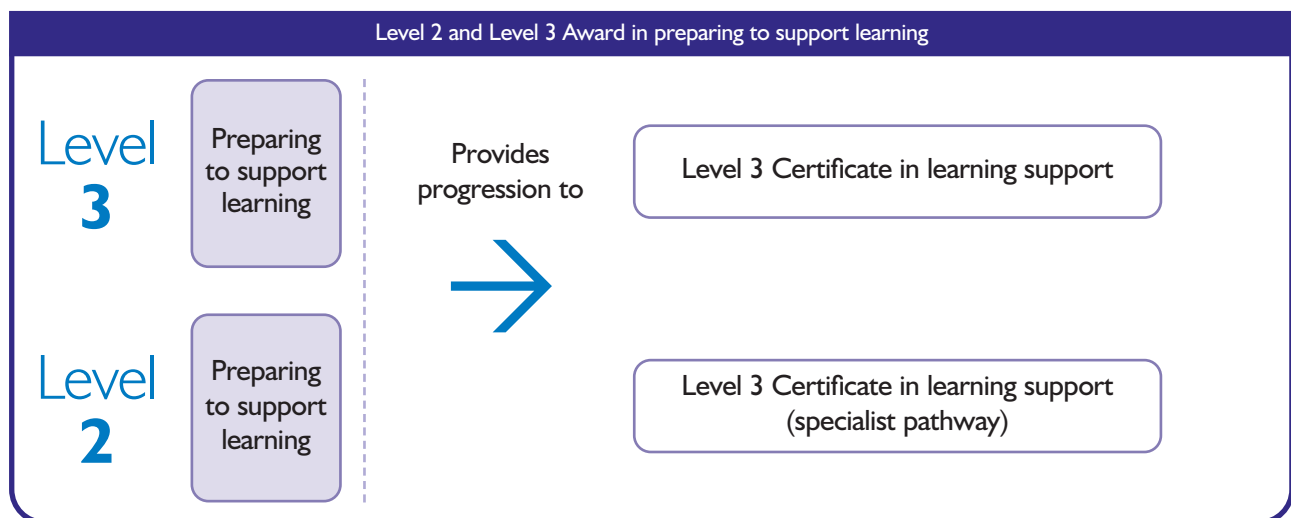 Level 2 and Level 3 Award in preparing to support learning
Level
3
Preparing
to support
learning
Provides
progression to
Level 3 Certificate in learning support
Level
2
Preparing
to support
learning
Level 3 Certificate in learning support
(specialist pathway)